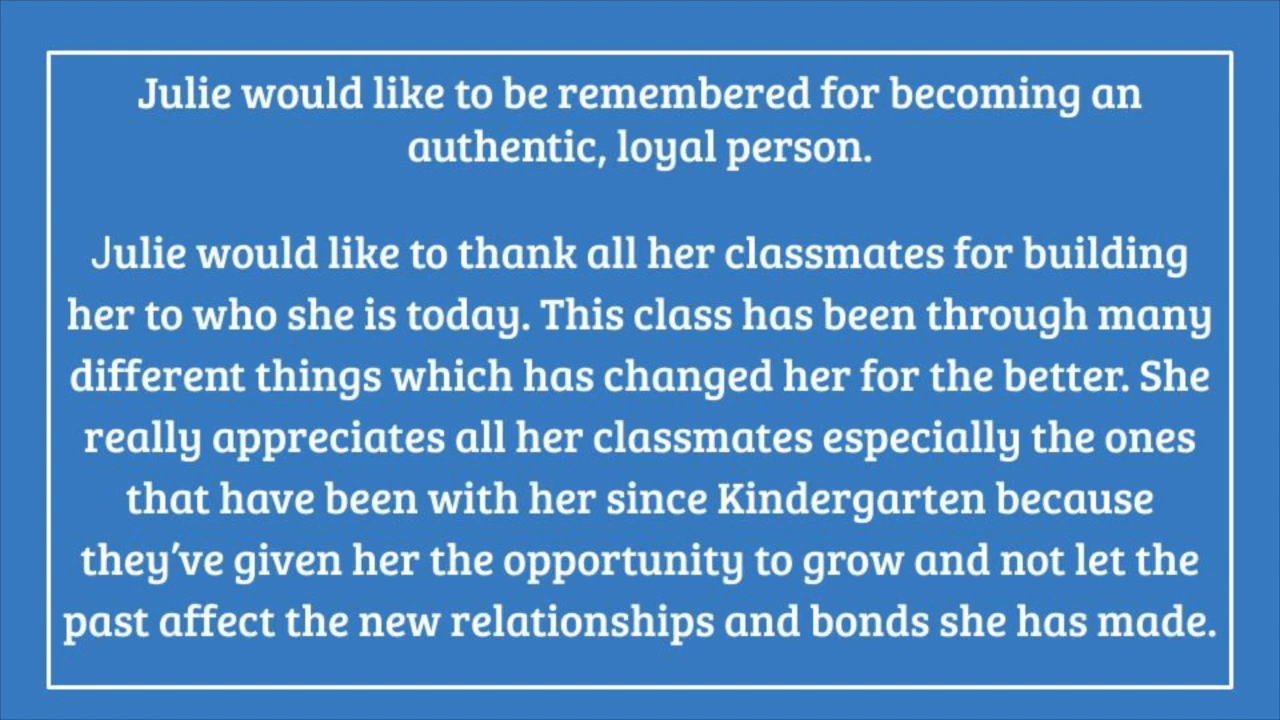 Julie would like to be remembered for becoming an
authentic, loyal person.
Julie would like to thank all her classmates for building
her to who she is today. This class has been through many
different things which has changed her for the better. She
really appreciates all her classmates especially the ones
that have been with her since Kindergarten because
they've given her the opportunity to grow and not let the
past affect the new relationships and bonds she has made.